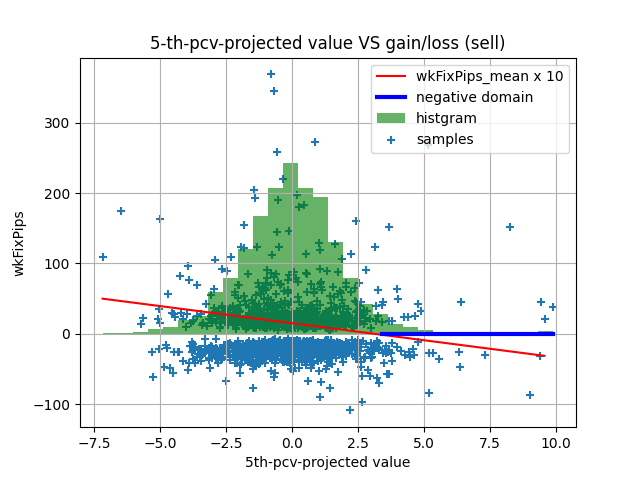 5-th-pcv-projected value VS gain/loss (sell)
wkFixPips_mean x 10
negative domain
histgram
samples
wkFixPips
300
200
100
0
−100
−7.5 −5.0 −2.5 0.0 2.5 5.0 7.5 10.0
5th-pcv-projected value